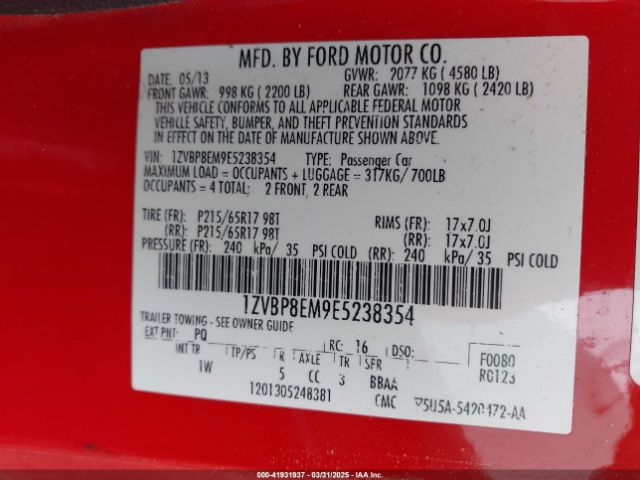 MFD. BY FORD MOTOR CO.
DATE: 05/13 GVWR: 2077 KG ( 4580 LB)
FRONT GAWR: 998 KG ( 2200 LB) REAR GAWR: 1098 KG ( 2420 LB)
THIS VEHICLE CONFORMS TO ALL APPLICABLE FEDERAL MOTOR
VEHICLE SAFETY, BUMPER, AND THEFT PREVENTION STANDARDS
IN EFFECT ON THE DATE OF MANUFACTURE SHOWN ABOVE.
VIN: 1ZVBP8EM9E5238354 TYPE: Passenger Car
MAXIMUM LOAD = OCCUPANTS + LUGGAGE = 317KG/ 700LB
OCCUPANTS = 4 TOTAL: 2 FRONT, 2 REAR
TIRE (FR): P215/65R17 98T RIMS (FR): 17x7.0J
(RR): P215/65R17 98T (RR): 17x7.0J
PRESSURE (FR): 240 kPa/ 35 PSI COLD (RR): 240 kPa/ 35 PSI COLD
1ZVBP8EM9E5238354
TRAILER TOWING - SEE OWNER GUIDE
EXT PNT: PQ RC: 16 DSO: F0080
INT TR TP/PS R AXLE TR SPR R0123
1W 5 CC 3 BBAA
1201305248381 CMC 5U5A-5420472-AA
000-41931937 - 03/31/2025 - IAA Inc.